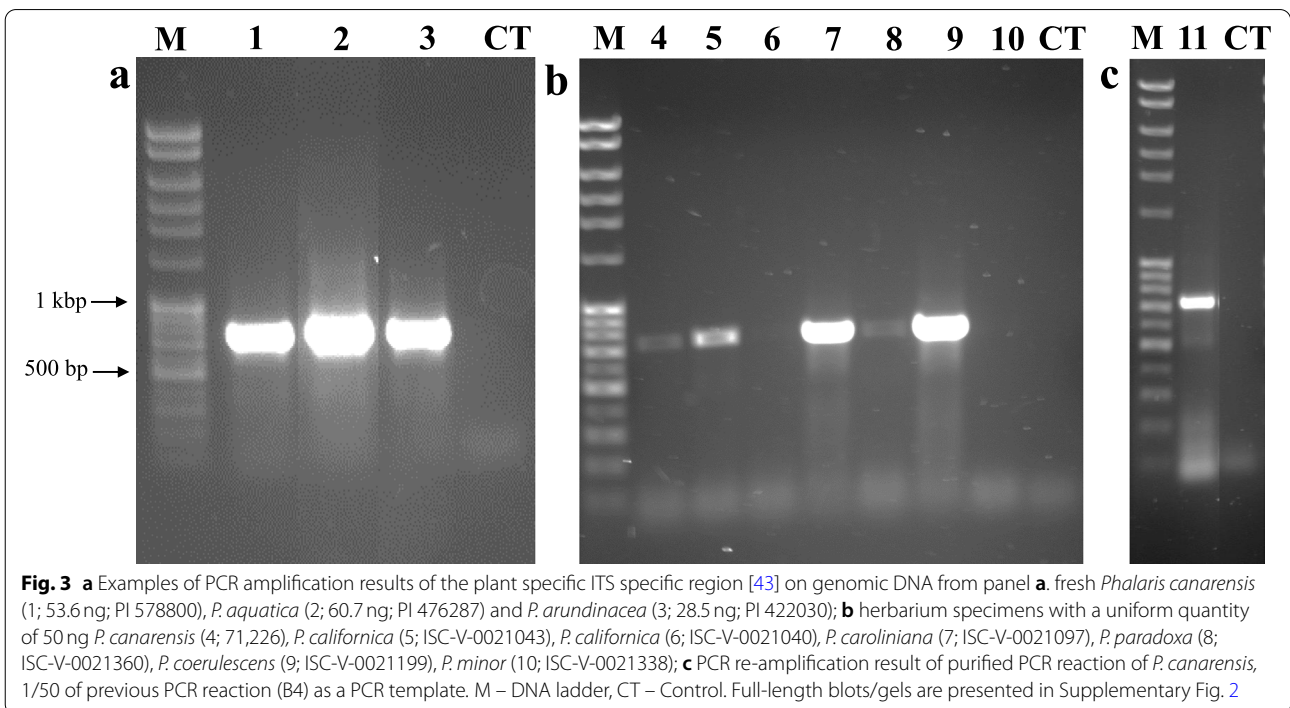 M 1 2 3 CT M 4 5 6 7 8 9 10 CT M 11 CT
a b c
1 kbp
500 bp
Fig. 3 a Examples of PCR amplification results of the plant specific ITS specific region [43] on genomic DNA from panel a. fresh Phalaris canarensis
(1; 53.6 ng; PI 578800), P. aquatica (2; 60.7 ng; PI 476287) and P. arundinacea (3; 28.5 ng; PI 422030); b herbarium specimens with a uniform quantity
of 50 ng P. canarensis (4; 71,226), P. californica (5; ISC-V-0021043), P. californica (6; ISC-V-0021040), P. caroliniana (7; ISC-V-0021097), P. paradoxa (8;
ISC-V-0021360), P. coerulescens (9; ISC-V-0021199), P. minor (10; ISC-V-0021338); c PCR re-amplification result of purified PCR reaction of P. canarensis,
1/50 of previous PCR reaction (B4) as a PCR template. M – DNA ladder, CT – Control. Full-length blots/gels are presented in Supplementary Fig. 2